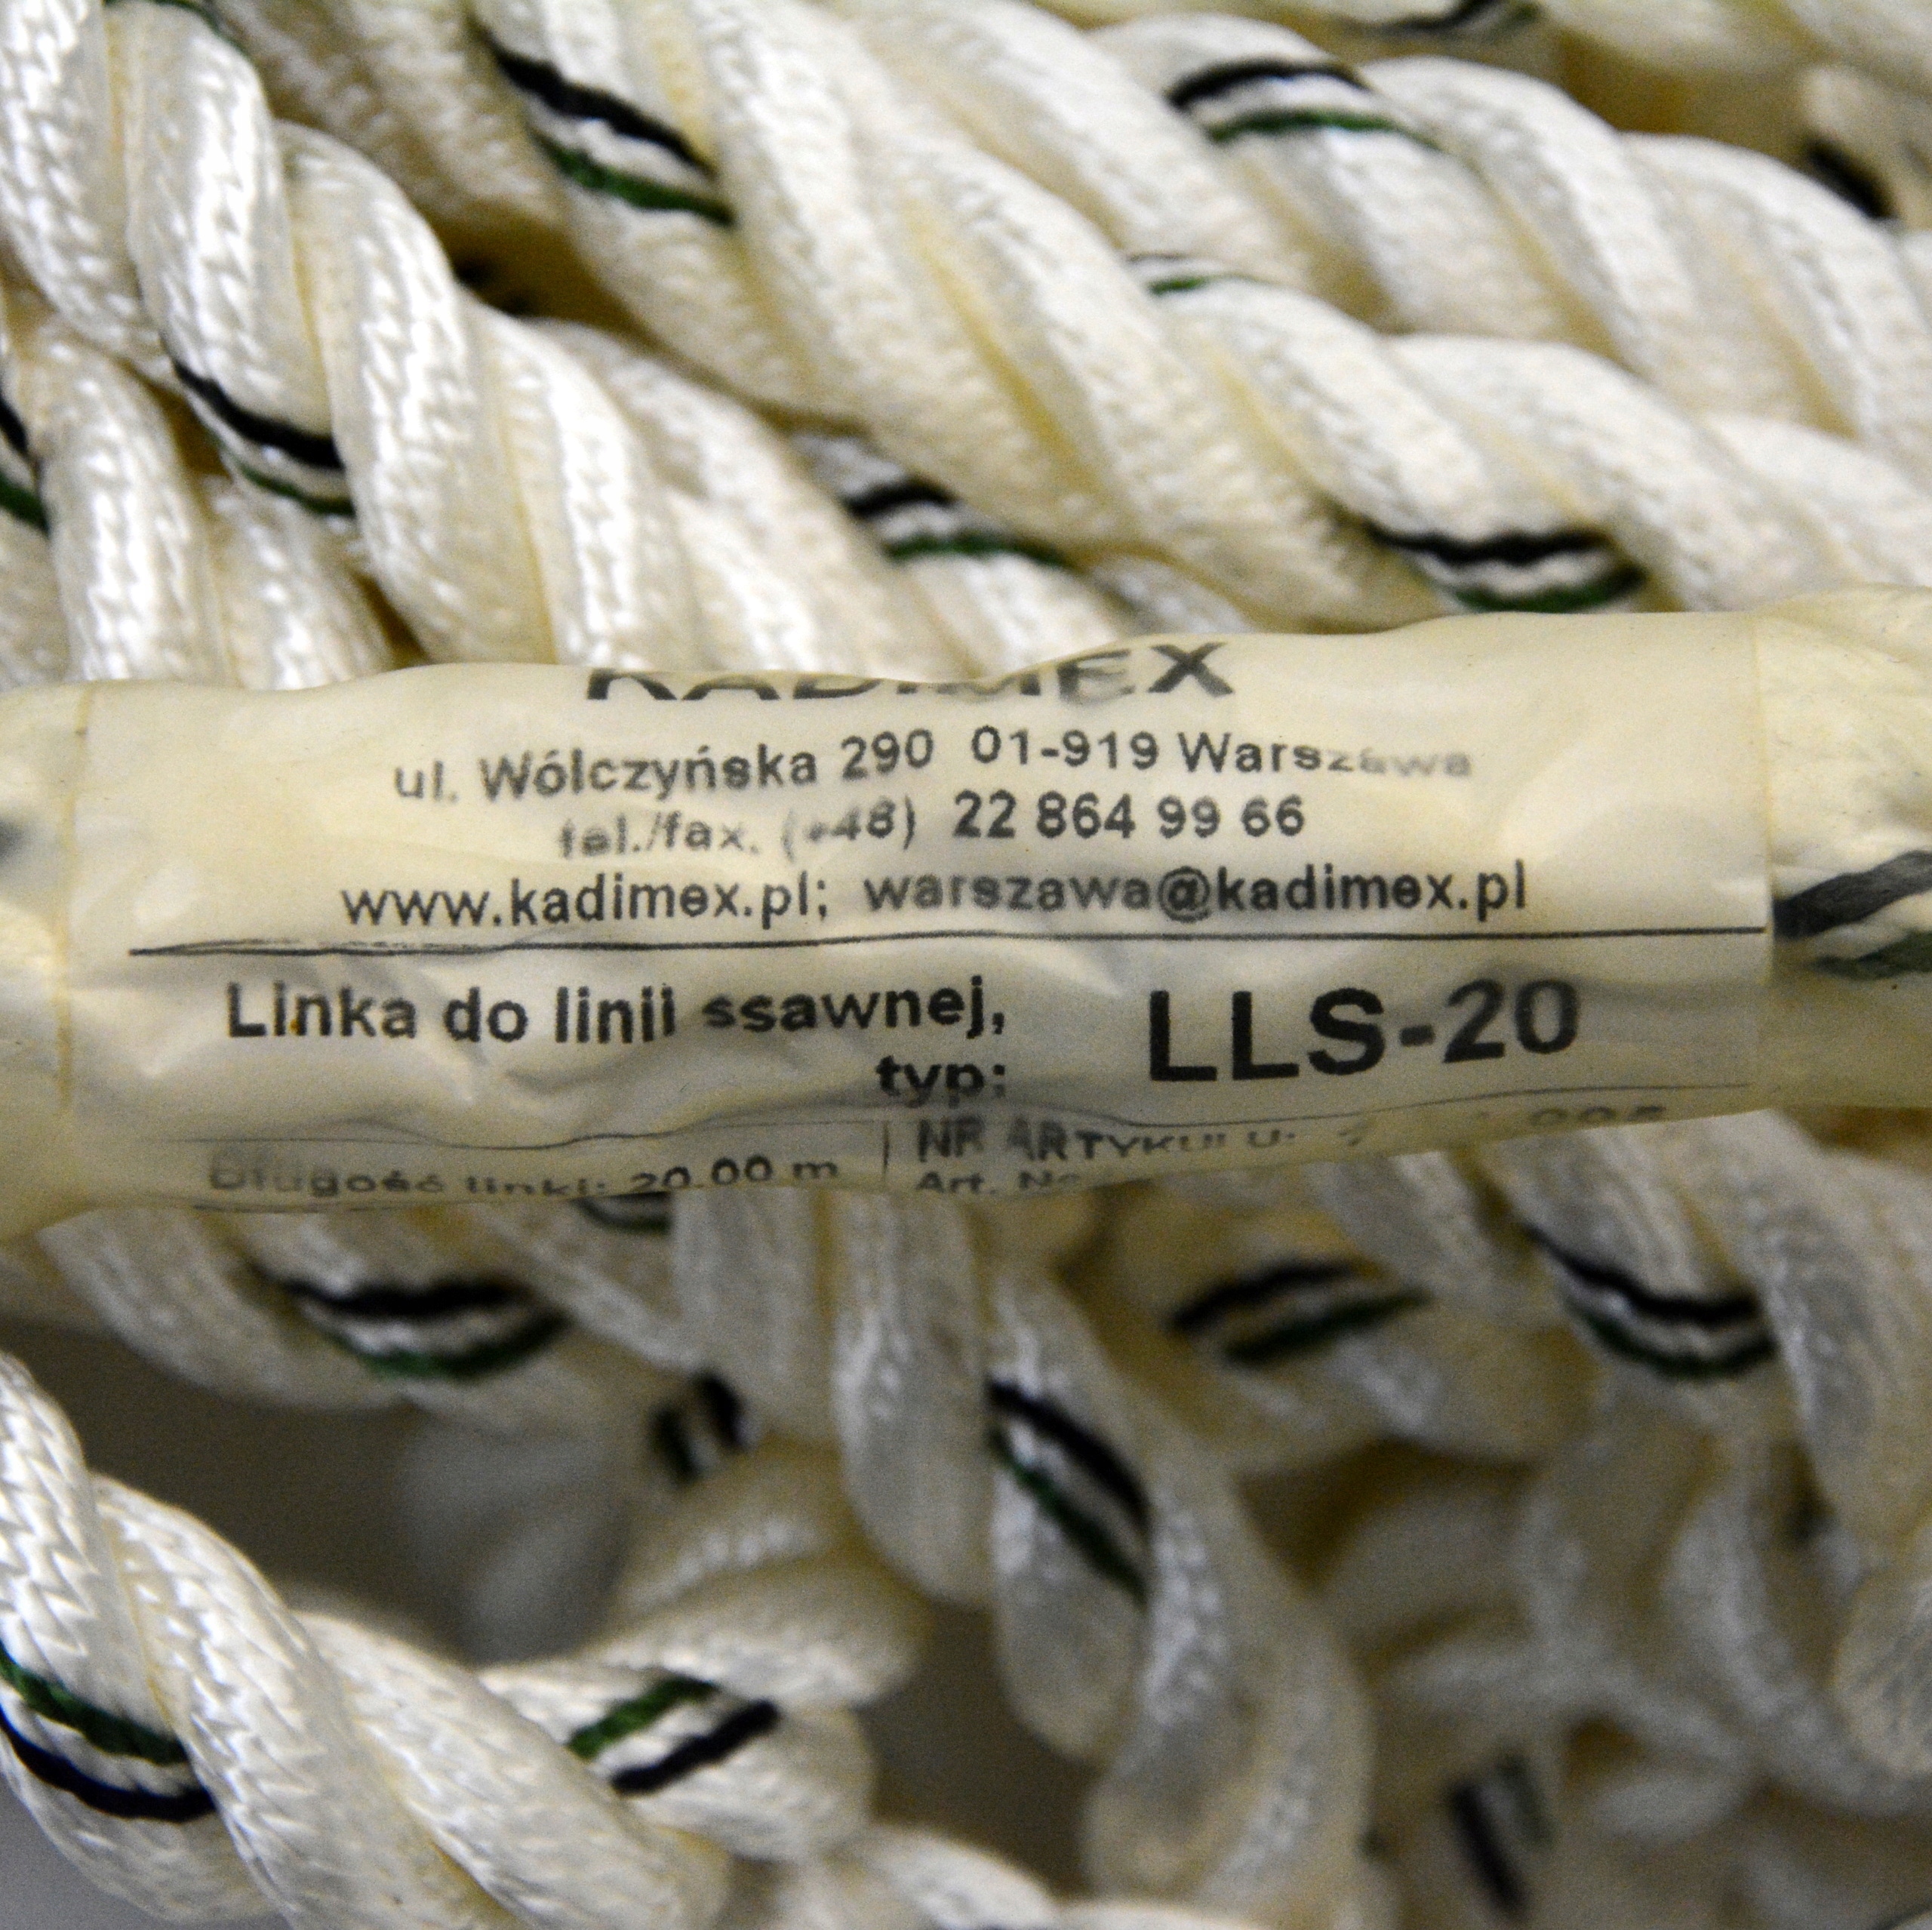 KADIMEX
ul. Wólczyńska 290 01-919 Warszawa
tel./fax. (+48) 22 864 99 66
www.kadimex.pl; warszawa@kadimex.pl
Linka do linii ssawnej,
typ: LLS-20
Długość linki: 20,00 m
NR ARTYKUŁU:
Art. No